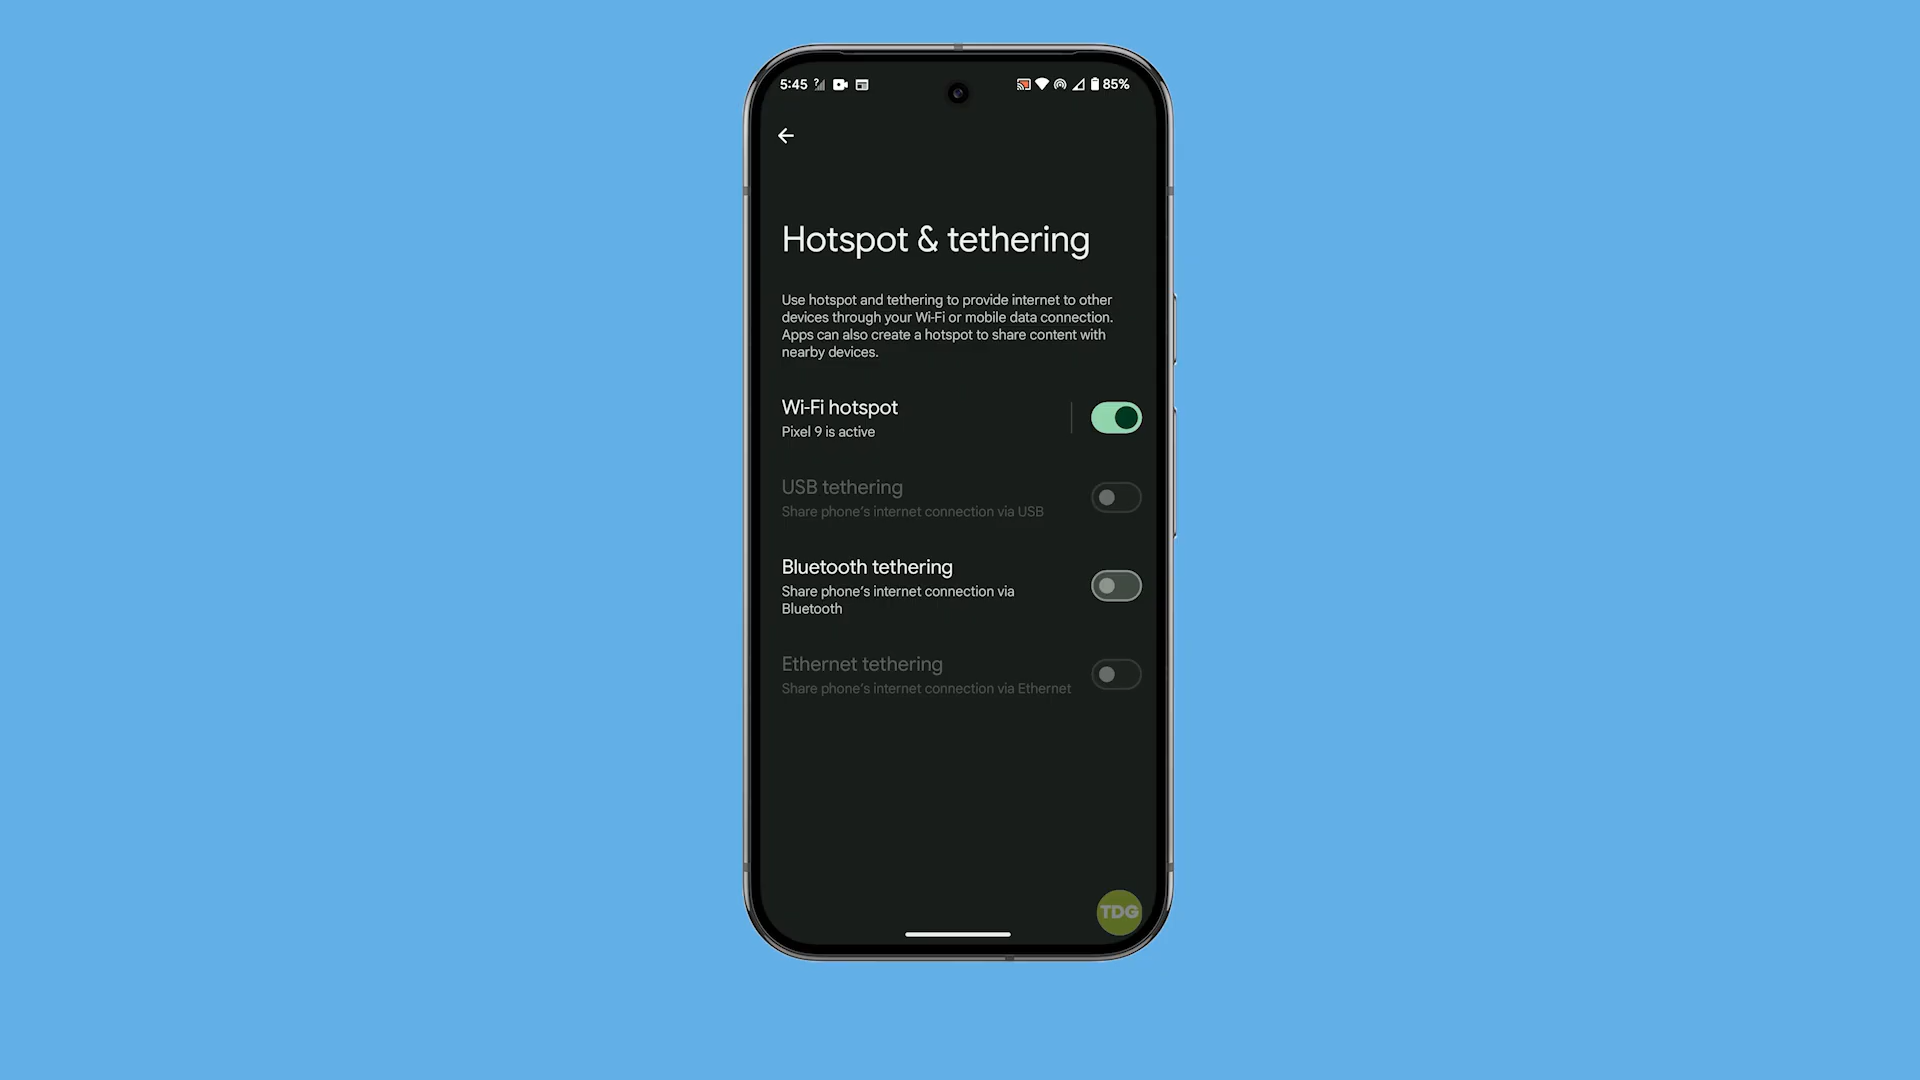 5:45
85%
Hotspot & tethering
Use hotspot and tethering to provide internet to other
devices through your Wi-Fi or mobile data connection.
Apps can also create a hotspot to share content with
nearby devices.
Wi-Fi hotspot
Pixel 9 is active
USB tethering
Share phone's internet connection via USB
Bluetooth tethering
Share phone's internet connection via
Bluetooth
Ethernet tethering
Share phone's internet connection via Ethernet
TDG